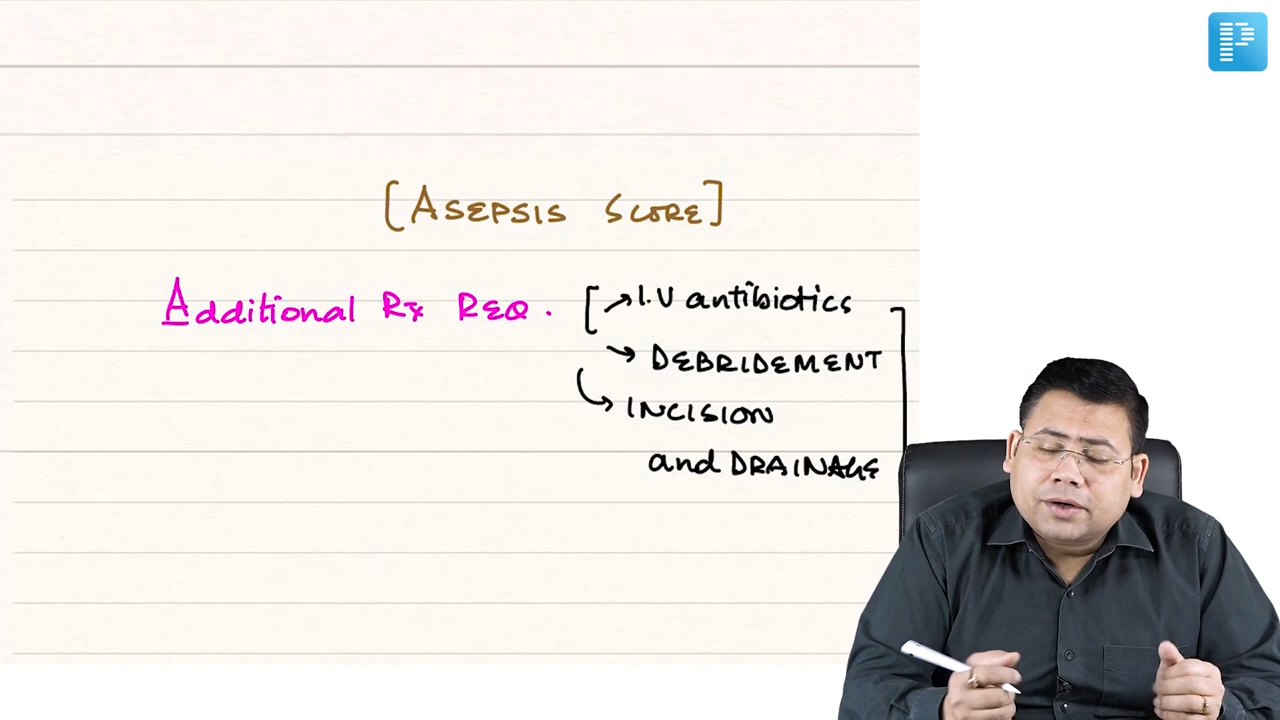 [ASEPSIS SCORE]
Additional Rx REQ. [→ I.V antibiotics
→ DEBRIDEMENT
→ INCISION
and DRAINAGE